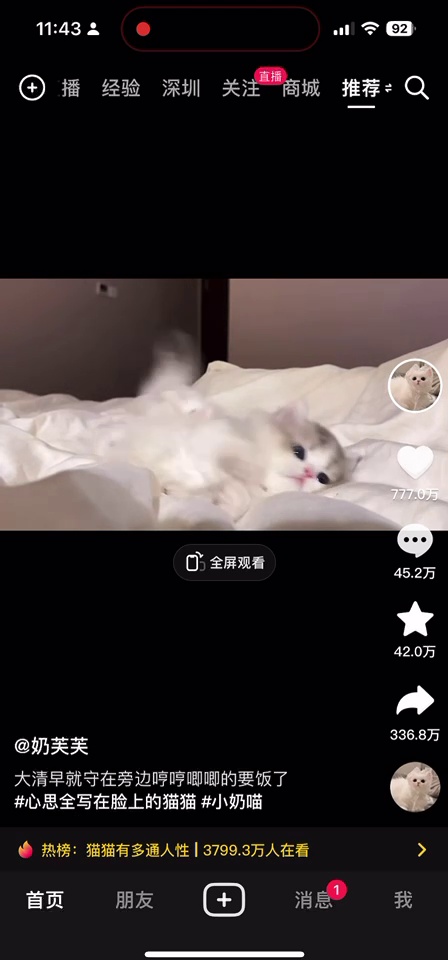 11:43
92
播 经验 深圳 关注 直播 商城 推荐
777.0万
45.2万
全屏观看
42.0万
336.8万
@奶芙芙
大清早就守在旁边哼哼唧唧的要饭了
#心思全写在脸上的猫猫 #小奶喵
热榜：猫猫有多通人性 | 3799.3万人在看
首页 朋友 消息 1 我